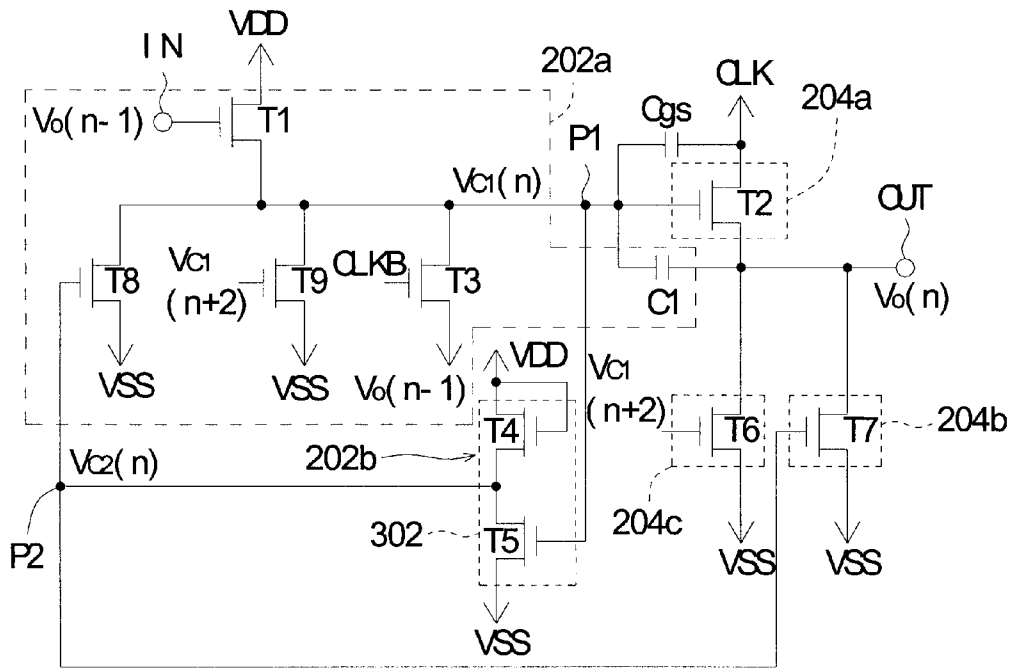 IN
VDD
202a
CLK
204a
Vo(n-1)
T1
Cgs
P1
VC1(n)
T2
OUT
T8
VC1
(n+2)
T9
CLKB
T3
C1
Vo(n)
VSS
VSS
Vo(n-1)
VDD
VC1
(n+2)
T4
T6
T7
204b
202b
VC2(n)
204c
302
T5
P2
VSS
VSS
VSS